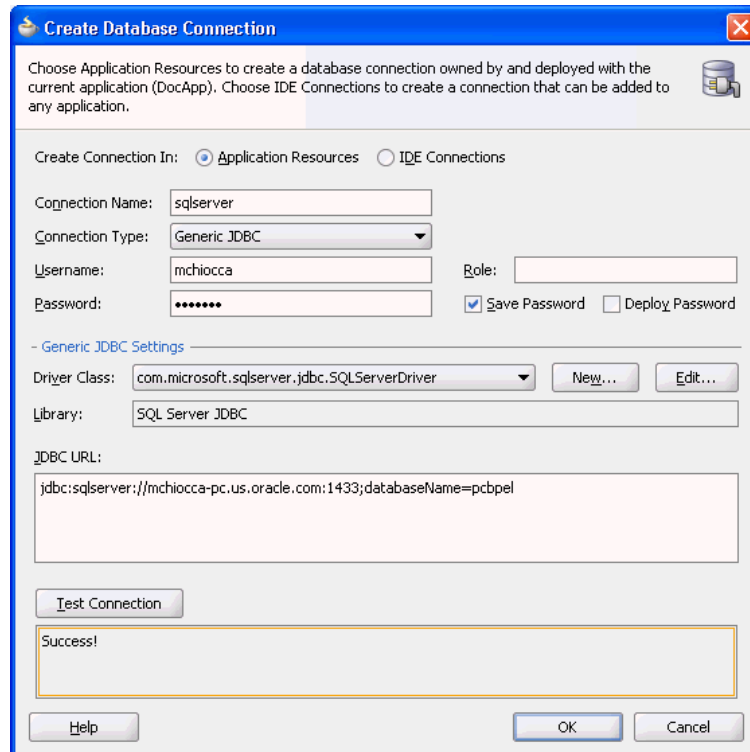 Create Database Connection
Choose Application Resources to create a database connection owned by and deployed with the
current application (DocApp). Choose IDE Connections to create a connection that can be added to
any application.
Create Connection In: Application Resources IDE Connections
Connection Name: sqlserver
Connection Type: Generic JDBC
Username: mchiocca Role:
Password: ••••••• Save Password Deploy Password
- Generic JDBC Settings
Driver Class: com.microsoft.sqlserver.jdbc.SQLServerDriver New... Edit...
Library: SQL Server JDBC
JDBC URL:
jdbc:sqlserver://mchiocca-pc.us.oracle.com:1433;databaseName=pcbpel
Test Connection
Success!
Help OK Cancel